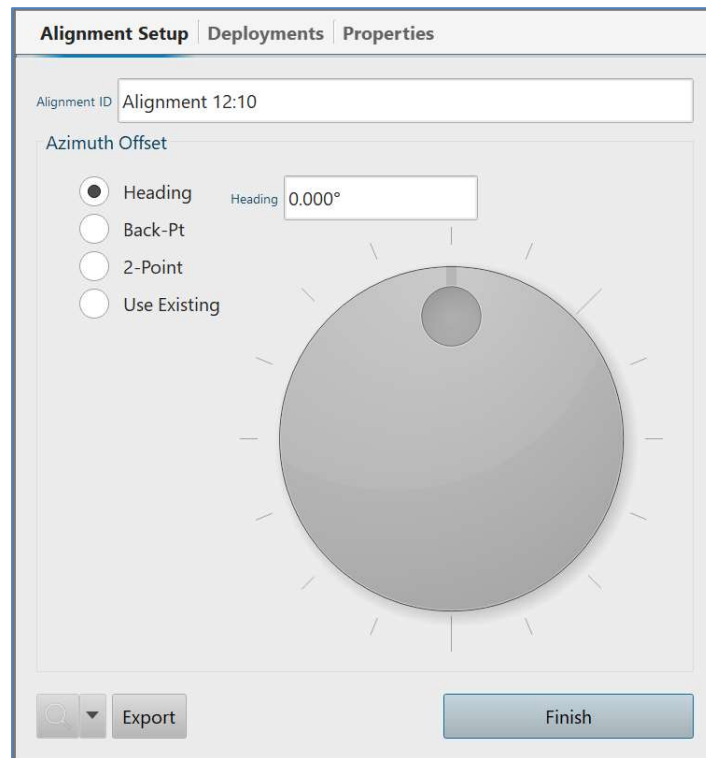 Alignment Setup Deployments Properties
Alignment ID Alignment 12:10
Azimuth Offset
Heading Heading 0.000°
Back-Pt
2-Point
Use Existing
Export Finish